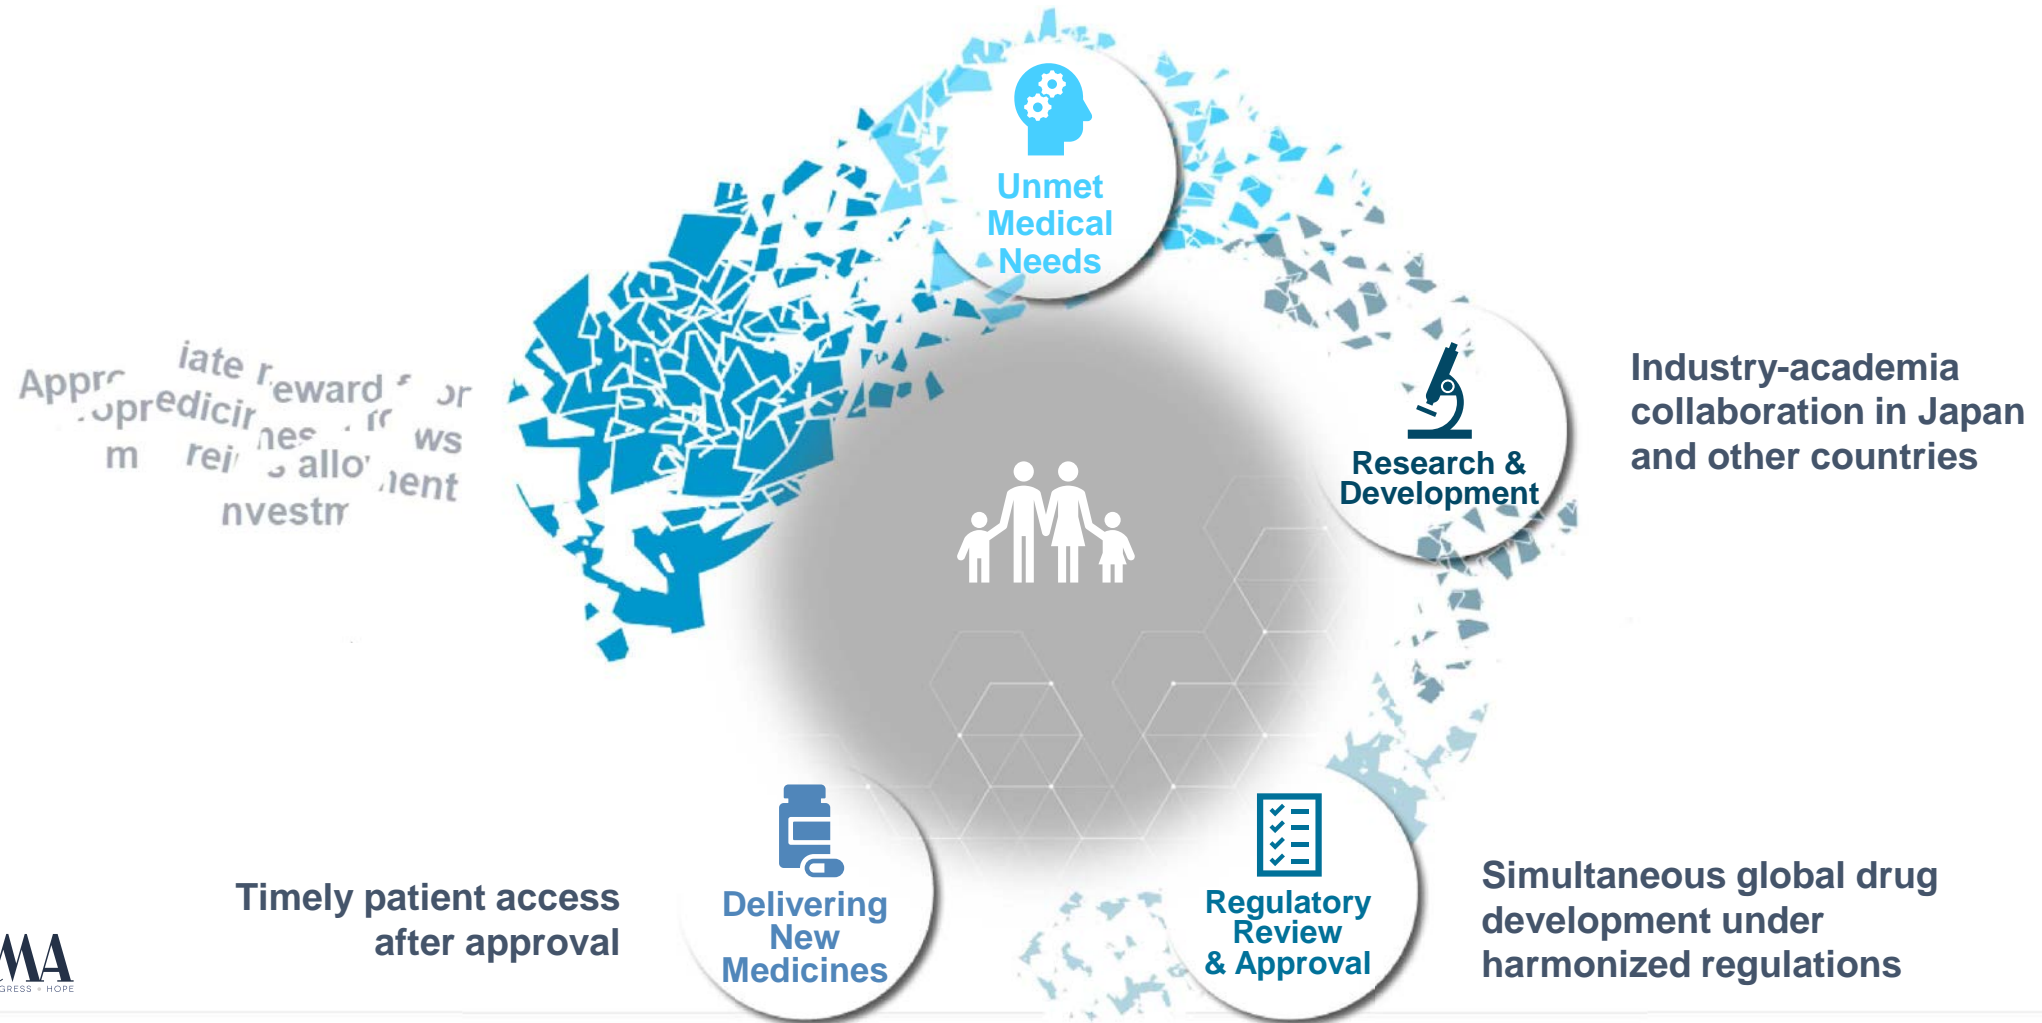 Unmet
Medical
Needs
Research &
Development
Industry-academia
collaboration in Japan
and other countries
Regulatory
Review
& Approval
Simultaneous global drug
development under
harmonized regulations
Delivering
New
Medicines
Timely patient access
after approval
HOPE